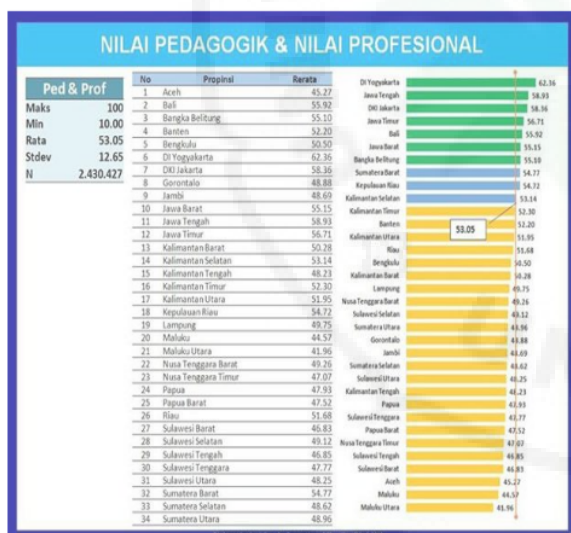 NILAI PEDAGOGIK & NILAI PROFESIONAL
Ped & Prof
Maks 100
Min 10.00
Rata 53.05
Stdev 12.65
N 2.430.427
No Propinsi Rerata
1 Aceh 45.27
2 Bali 55.92
3 Bangka Belitung 55.10
4 Banten 52.20
5 Bengkulu 50.50
6 DI Yogyakarta 62.36
7 DKI Jakarta 58.36
8 Gorontalo 48.88
9 Jambi 48.69
10 Jawa Barat 55.15
11 Jawa Tengah 58.93
12 Jawa Timur 56.71
13 Kalimantan Barat 50.28
14 Kalimantan Selatan 53.14
15 Kalimantan Tengah 48.23
16 Kalimantan Timur 52.30
17 Kalimantan Utara 51.95
18 Kepulauan Riau 54.72
19 Lampung 49.75
20 Maluku 44.57
21 Maluku Utara 41.96
22 Nusa Tenggara Barat 49.26
23 Nusa Tenggara Timur 47.07
24 Papua 47.93
25 Papua Barat 47.52
26 Riau 51.68
27 Sulawesi Barat 46.83
28 Sulawesi Selatan 49.12
29 Sulawesi Tengah 46.85
30 Sulawesi Tenggara 47.77
31 Sulawesi Utara 48.25
32 Sumatera Barat 54.77
33 Sumatera Selatan 48.62
34 Sumatera Utara 48.96
DI Yogyakarta 62.36
Jawa Tengah 58.93
DKI Jakarta 58.36
Jawa Timur 56.71
Bali 55.92
Jawa Barat 55.15
Bangka Belitung 55.10
Sumatera Barat 54.77
Kepulauan Riau 54.72
Kalimantan Selatan 53.14
Kalimantan Timur 52.30
Banten 52.20
53.05
Kalimantan Utara 51.95
Riau 51.68
Bengkulu 50.50
Kalimantan Barat 50.28
Lampung 49.75
Nusa Tenggara Barat 49.26
Sulawesi Selatan 49.12
Sumatera Utara 48.96
Gorontalo 48.88
Jambi 48.69
Sumatera Selatan 48.62
Sulawesi Utara 48.25
Kalimantan Tengah 48.23
Papua 47.93
Sulawesi Tenggara 47.77
Papua Barat 47.52
Nusa Tenggara Timur 47.07
Sulawesi Tengah 46.85
Sulawesi Barat 46.83
Aceh 45.27
Maluku 44.57
Maluku Utara 41.96